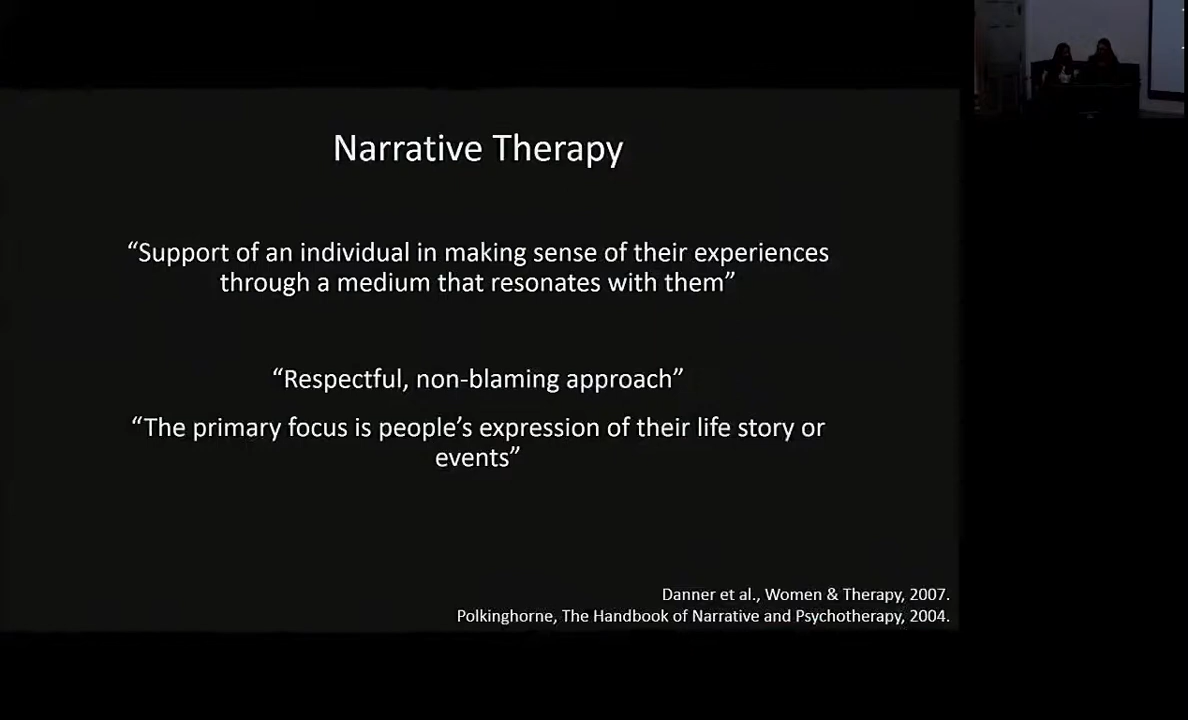 Narrative Therapy
“Support of an individual in making sense of their experiences
through a medium that resonates with them”
“Respectful, non-blaming approach”
“The primary focus is people’s expression of their life story or
events”
Danner et al., Women & Therapy, 2007.
Polkinghorne, The Handbook of Narrative and Psychotherapy, 2004.